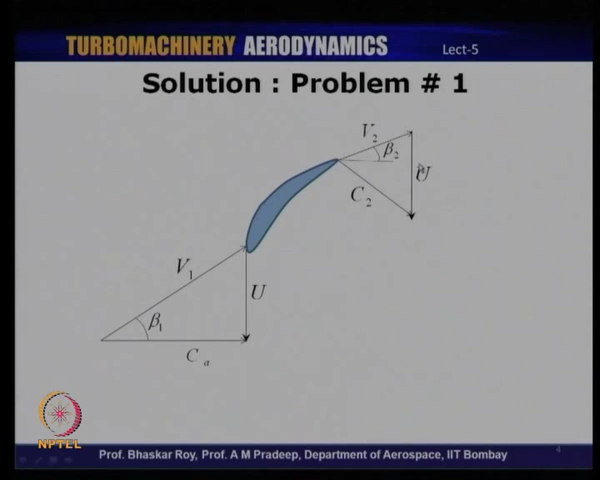 TURBOMACHINERY AERODYNAMICS
Lect-5
Solution : Problem # 1
V2
β2
U
C2
V1
U
β1
Ca
NPTEL
4
Prof. Bhaskar Roy, Prof. A M Pradeep, Department of Aerospace, IIT Bombay